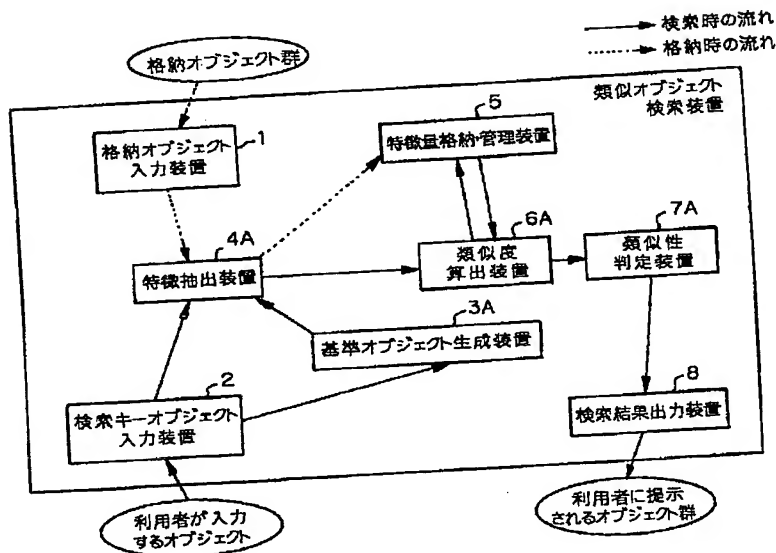 検索時の流れ
格納時の流れ
格納オブジェクト群
類似オブジェクト
検索装置
1
格納オブジェクト
入力装置
5
特徴量格納・管理装置
4A
特徴抽出装置
6A
類似度
算出装置
7A
類似性
判定装置
3A
基準オブジェクト生成装置
2
検索キーオブジェクト
入力装置
8
検索結果出力装置
利用者が入力
するオブジェクト
利用者に提示
されるオブジェクト群